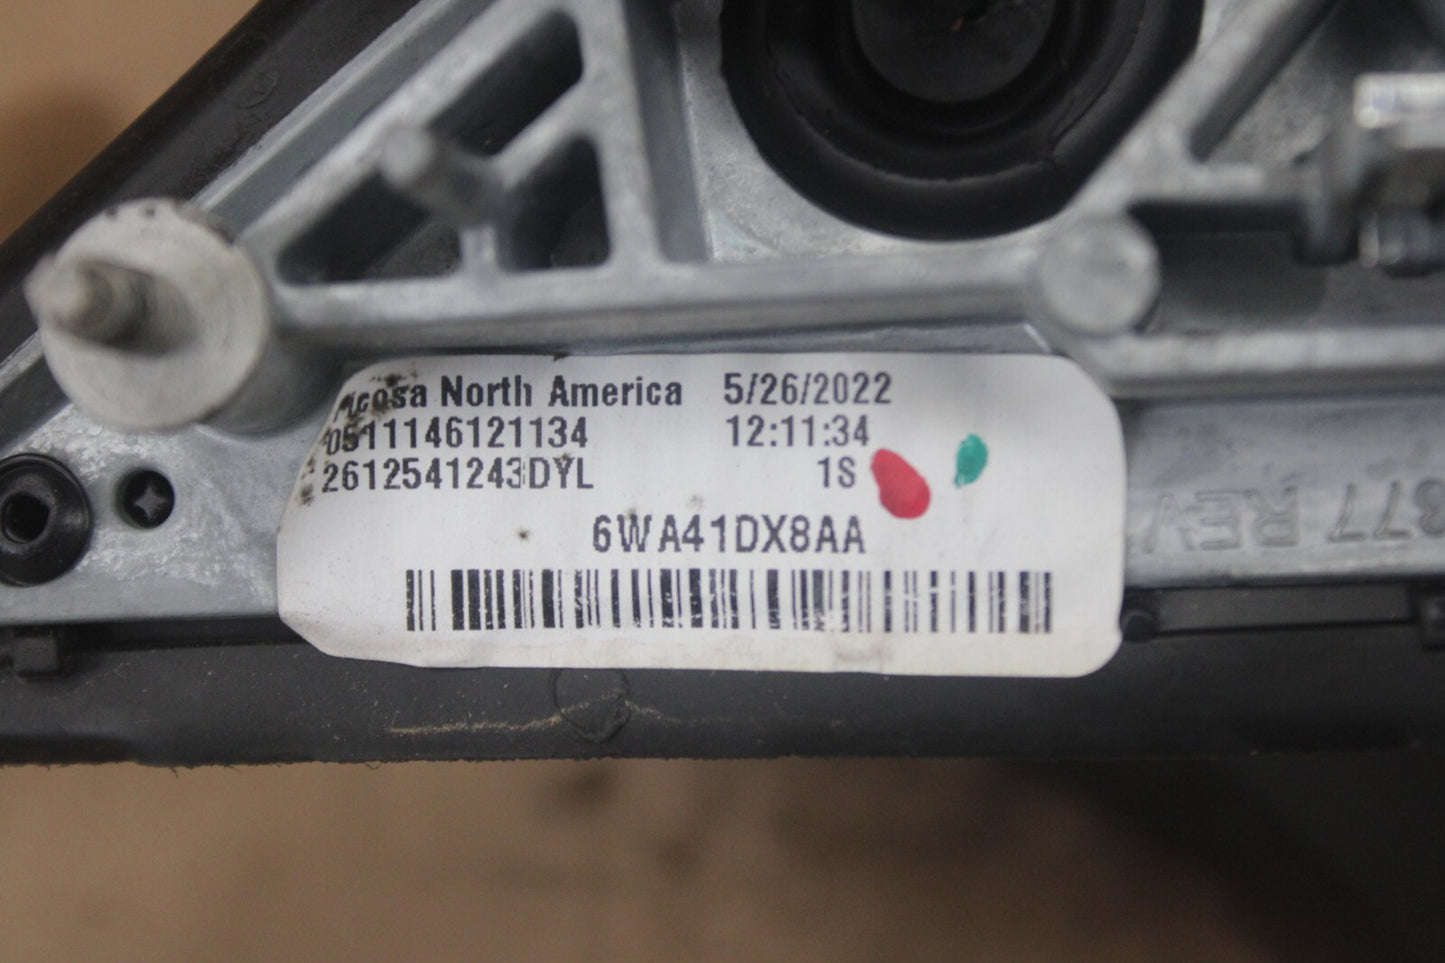 Ficosa North America 5/26/2022
0511146121134 12:11:34
2612541243DYL 1S
6WA41DX8AA
377 REV